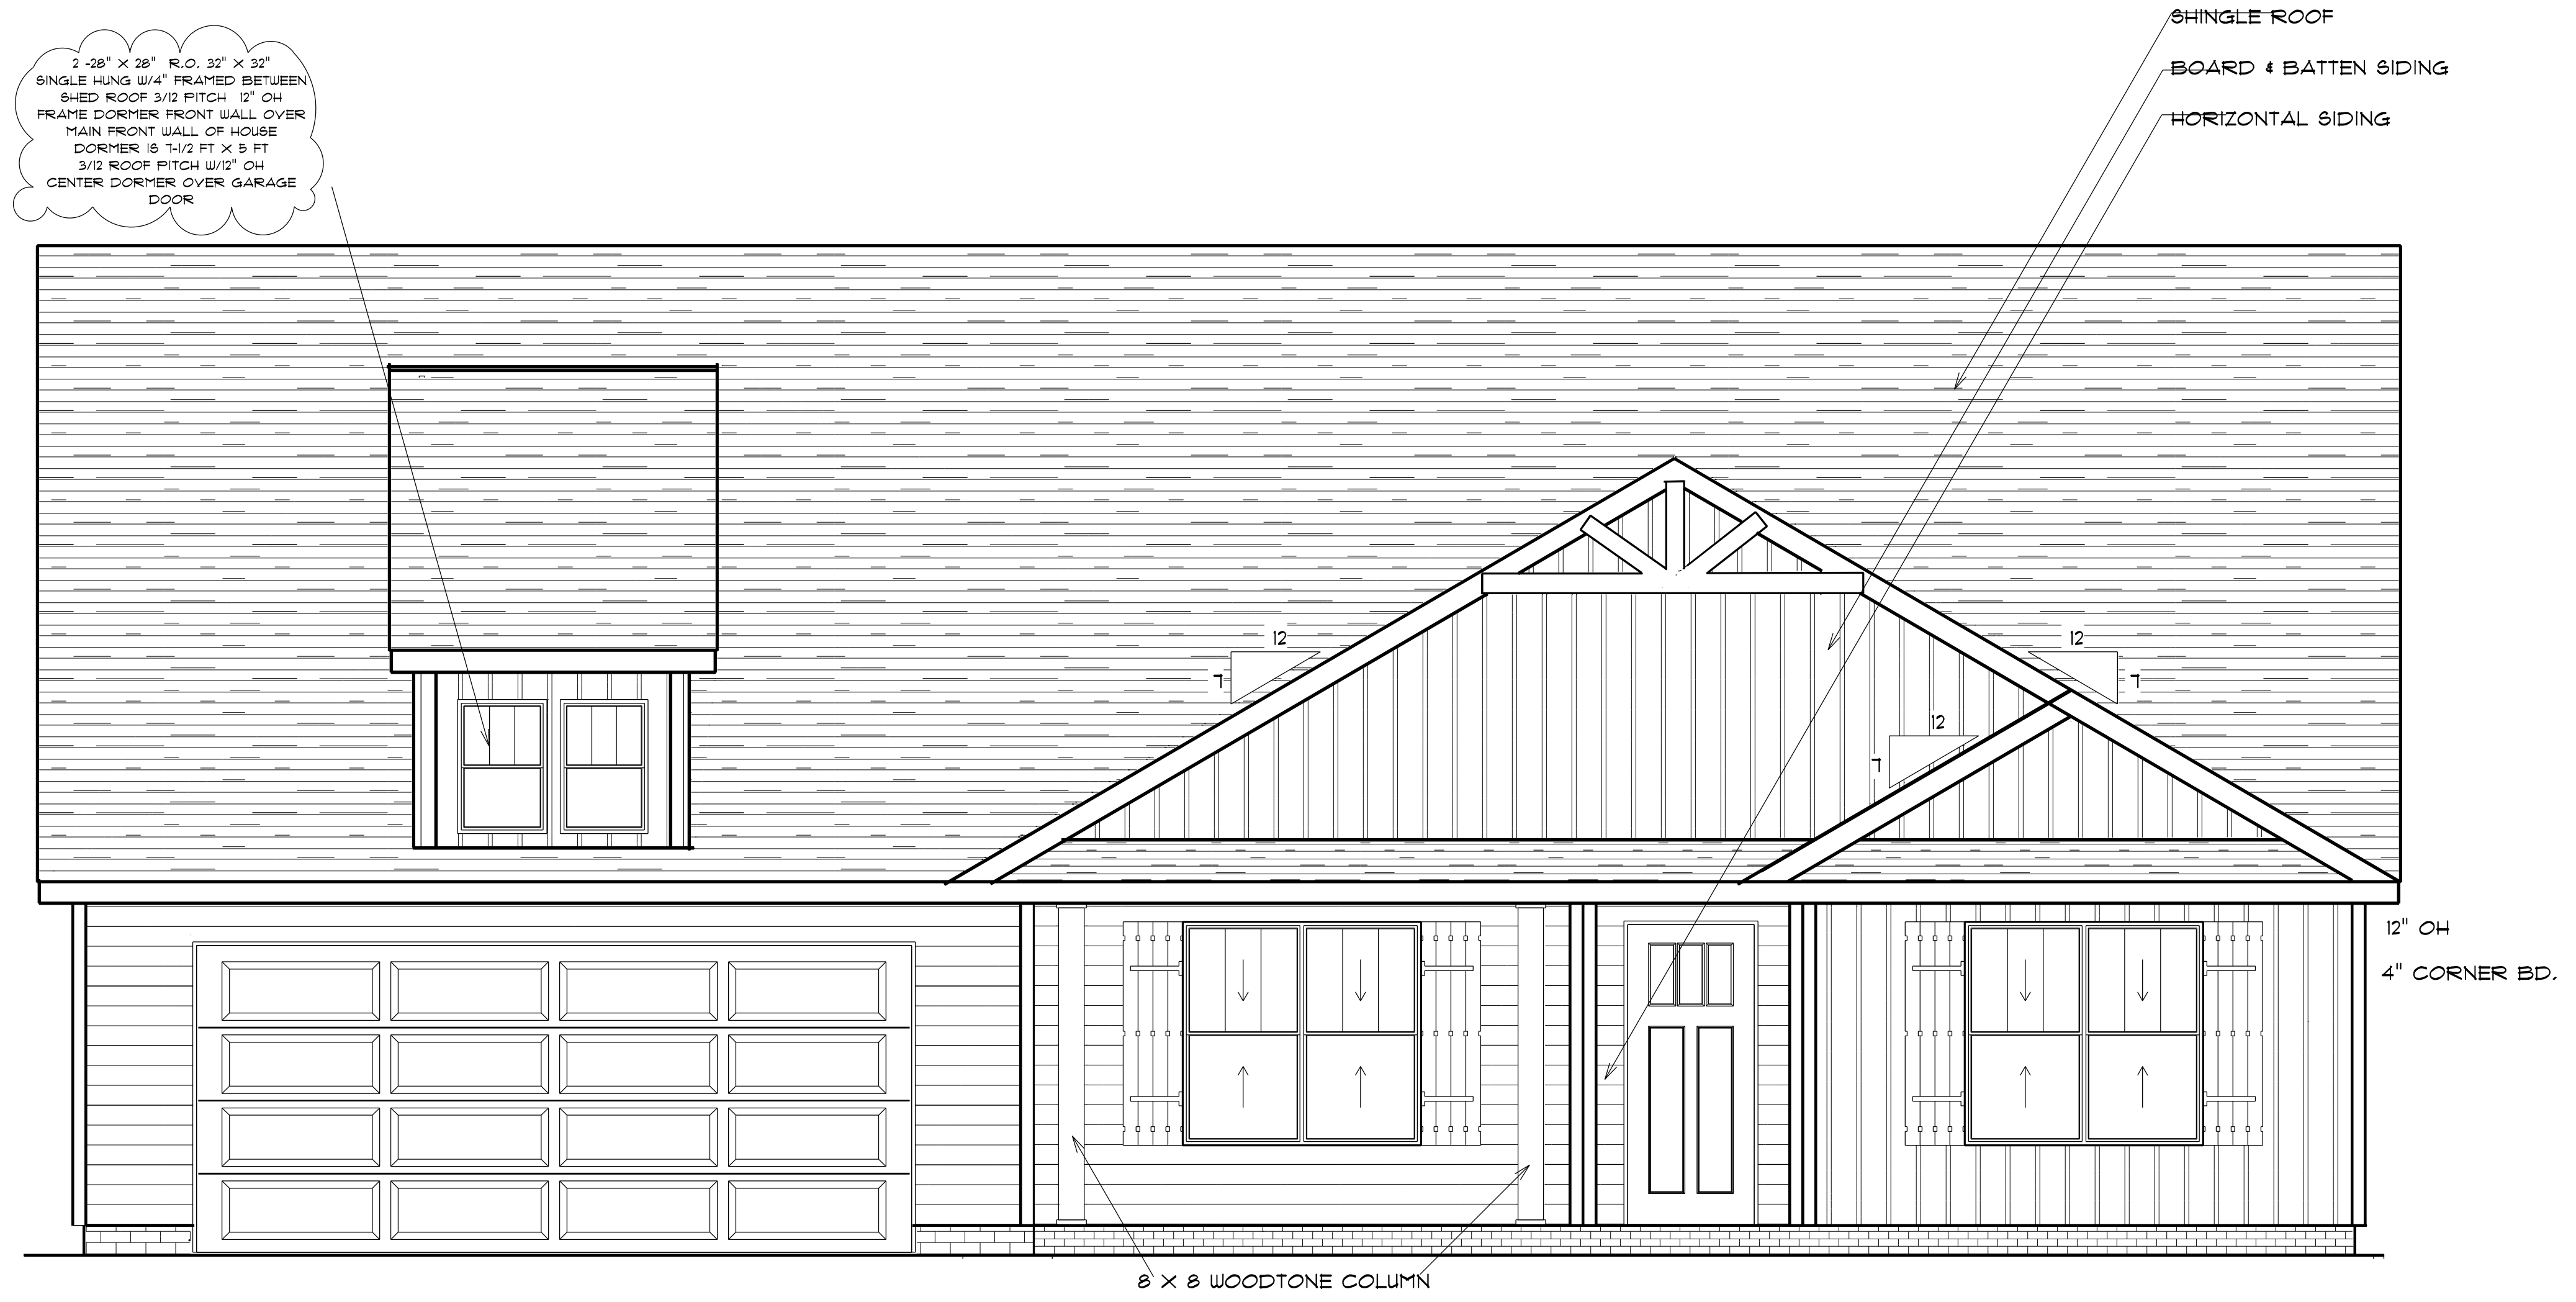 SHINGLE ROOF
BOARD & BATTEN SIDING
HORIZONTAL SIDING
2 -28" X 28" R.O. 32" X 32"
SINGLE HUNG W/4" FRAMED BETWEEN
SHED ROOF 3/12 PITCH 12" OH
FRAME DORMER FRONT WALL OVER
MAIN FRONT WALL OF HOUSE
DORMER IS 7-1/2 FT X 5 FT
3/12 ROOF PITCH W/12" OH
CENTER DORMER OVER GARAGE
DOOR
12
7
12
7
12
7
12" OH
4" CORNER BD.
8 X 8 WOODTONE COLUMN